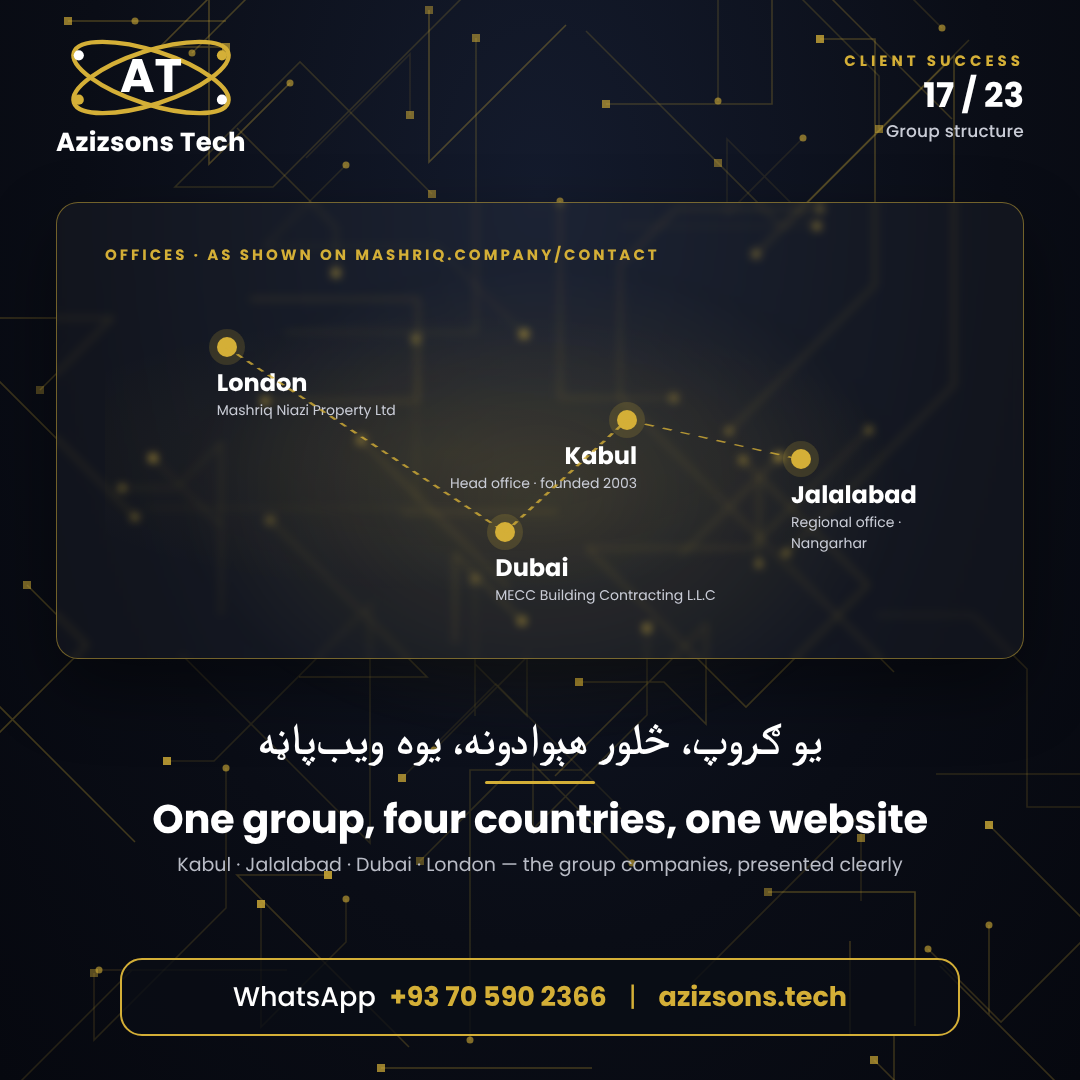 AT
Azizsons Tech
CLIENT SUCCESS
17 / 23
Group structure
OFFICES · AS SHOWN ON MASHRIQ.COMPANY/CONTACT
London
Mashriq Niazi Property Ltd
Kabul
Head office · founded 2003
Jalalabad
Regional office ·
Nangarhar
Dubai
MECC Building Contracting L.L.C
یو ګروپ، څلور هېوادونه، یوه ویب‌پاڼه
One group, four countries, one website
Kabul · Jalalabad · Dubai · London — the group companies, presented clearly
WhatsApp +93 70 590 2366 | azizsons.tech